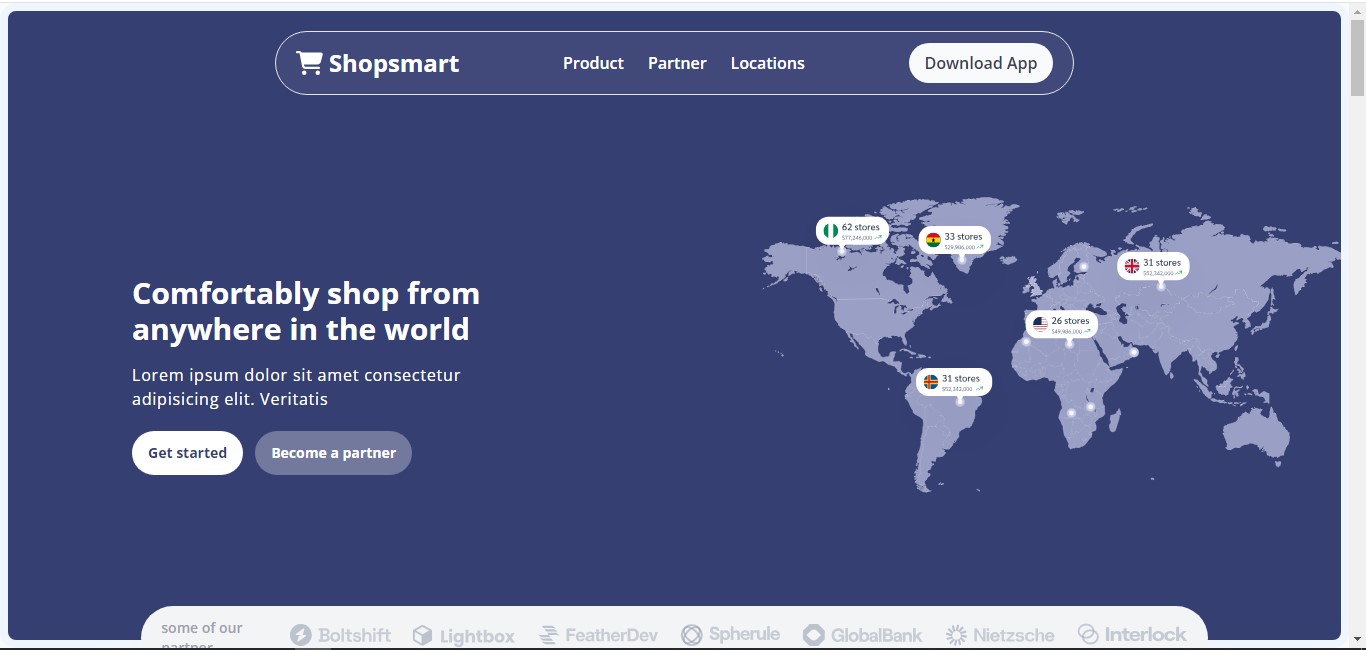 Shopsmart
Product
Partner
Locations
Download App
62 stores
$77,246,000
33 stores
$29,986,000
31 stores
$52,342,000
26 stores
$49,986,000
31 stores
$52,342,000
Comfortably shop from
anywhere in the world
Lorem ipsum dolor sit amet consectetur
adipisicing elit. Veritatis
Get started
Become a partner
some of our
partner
Boltshift
Lightbox
FeatherDev
Spherule
GlobalBank
Nietzsche
Interlock